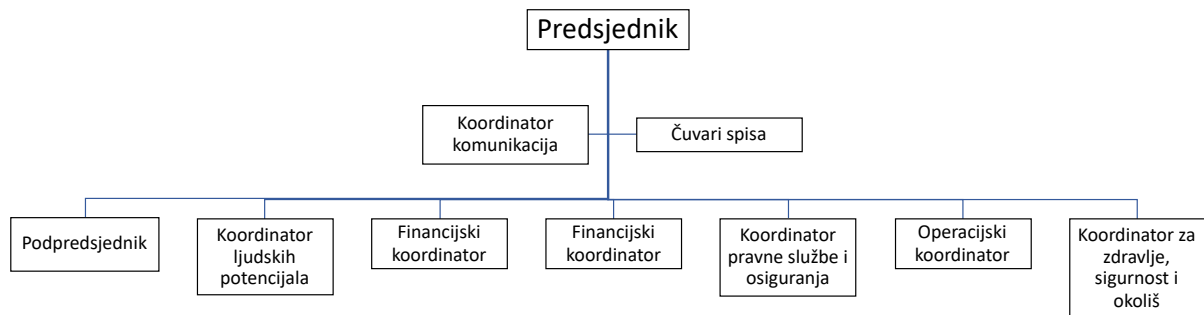 Predsjednik
Koordinator
komunikacija
Čuvari spisa
Podpredsjednik
Koordinator
ljudskih
potencijala
Financijski
koordinator
Financijski
koordinator
Koordinator
pravne službe i
osiguranja
Operacijski
koordinator
Koordinator za
zdravlje,
sigurnost i
okoliš